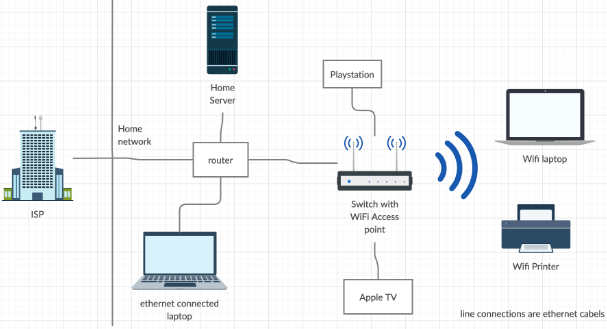 Home
Server
Playstation
Home
network
router
Wifi laptop
ISP
Switch with
WiFi Access
point
Wifi Printer
ethernet connected
laptop
Apple TV
line connections are ethernet cabels